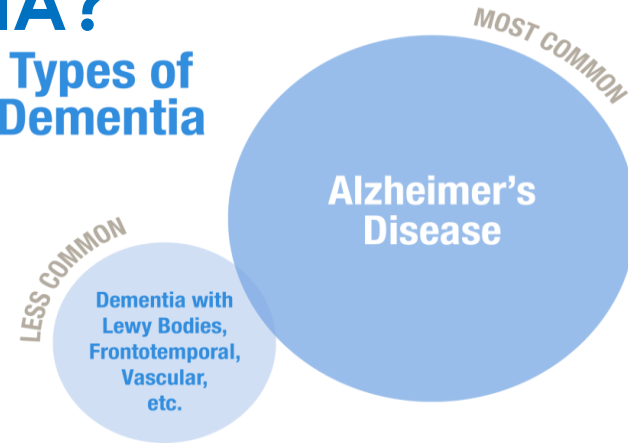 IA?
Types of
Dementia
MOST COMMON
Alzheimer's
Disease
LESS COMMON
Dementia with
Lewy Bodies,
Frontotemporal,
Vascular,
etc.